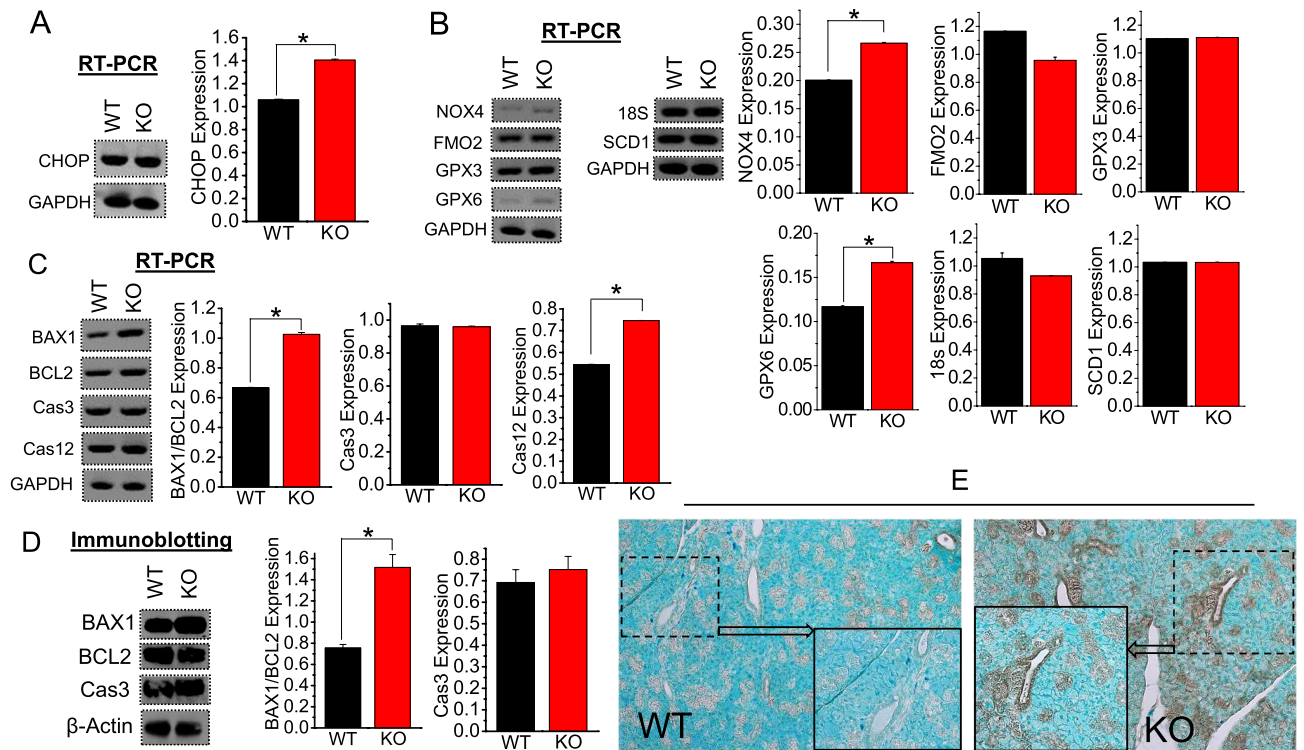 A
RT-PCR
WT KO
CHOP
GAPDH
CHOP Expression
1.6
1.4
1.2
1.0
0.8
0.6
0.4
0.2
0.0
*
WT KO
B
RT-PCR
WT KO
NOX4
FMO2
GPX3
GPX6
GAPDH
WT KO
18S
SCD1
GAPDH
NOX4 Expression
0.30
0.25
0.20
0.15
0.10
0.05
0.00
*
WT KO
FMO2 Expression
1.2
1.0
0.8
0.6
0.4
0.2
0.0
WT KO
GPX3 Expression
1.2
1.0
0.8
0.6
0.4
0.2
0.0
WT KO
GPX6 Expression
0.20
0.15
0.10
0.05
0.00
*
WT KO
18s Expression
1.2
1.0
0.8
0.6
0.4
0.2
0.0
WT KO
SCD1 Expression
1.2
1.0
0.8
0.6
0.4
0.2
0.0
WT KO
C
RT-PCR
WT KO
BAX1
BCL2
Cas3
Cas12
GAPDH
BAX1/BCL2 Expression
1.2
1.0
0.8
0.6
0.4
0.2
0.0
*
WT KO
Cas3 Expression
1.0
0.8
0.6
0.4
0.2
0.0
WT KO
Cas12 Expression
0.8
0.7
0.6
0.5
0.4
0.3
0.2
0.1
0.0
*
WT KO
D
Immunoblotting
WT KO
BAX1
BCL2
Cas3
β-Actin
BAX1/BCL2 Expression
1.6
1.4
1.2
1.0
0.8
0.6
0.4
0.2
0.0
*
WT KO
Cas3 Expression
0.8
0.7
0.6
0.5
0.4
0.3
0.2
0.1
0.0
WT KO
E
WT
KO